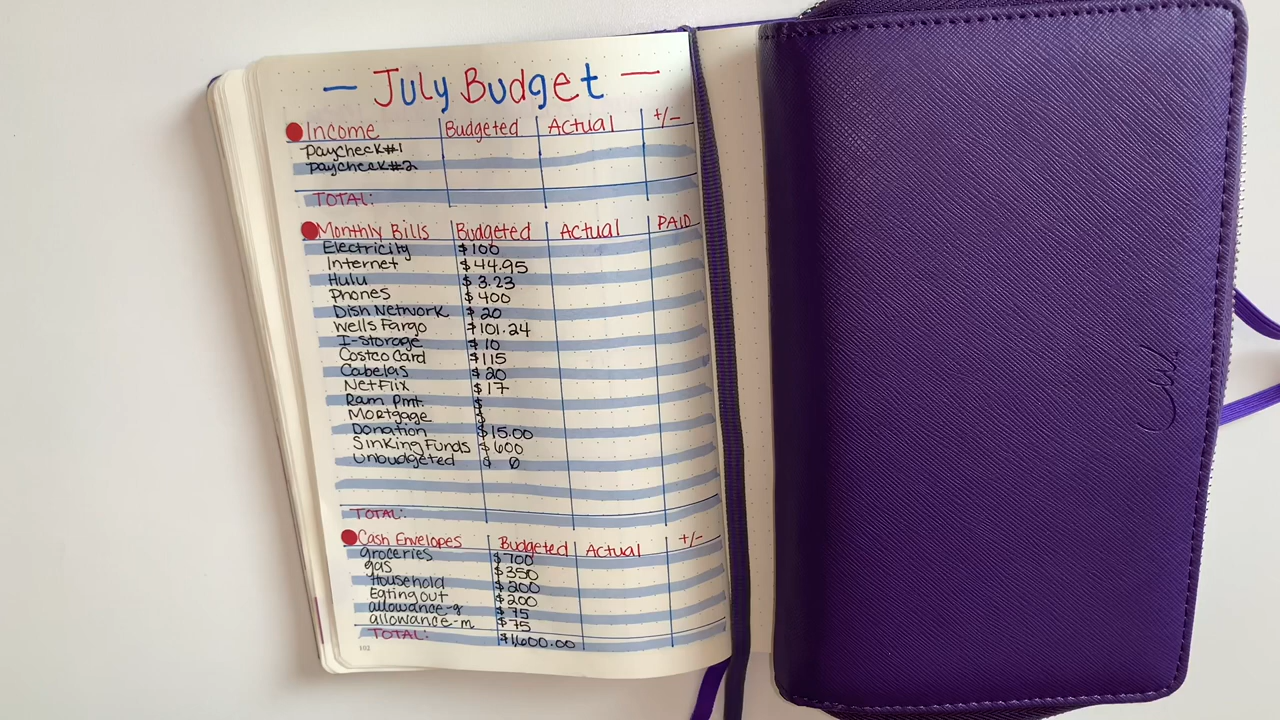 — July Budget —
Income Budgeted Actual +/-
Paycheck#1
Paycheck#2
TOTAL:
Monthly Bills Budgeted Actual PAID
Electricity $100
Internet $44.95
Hulu $3.23
Phones $400
Dish Network $20
Wells Fargo $101.24
I-Storage $10
Costco Card $115
Cabelas $20
Netflix $17
Ram Pmt. $
Mortgage $
Donation $15.00
Sinking Funds $600
Unbudgeted $ 0
TOTAL:
Cash Envelopes Budgeted Actual +/-
groceries $700
gas $350
Household $200
Eating out $200
allowance-g $75
allowance-m $75
TOTAL: $1,600.00
102